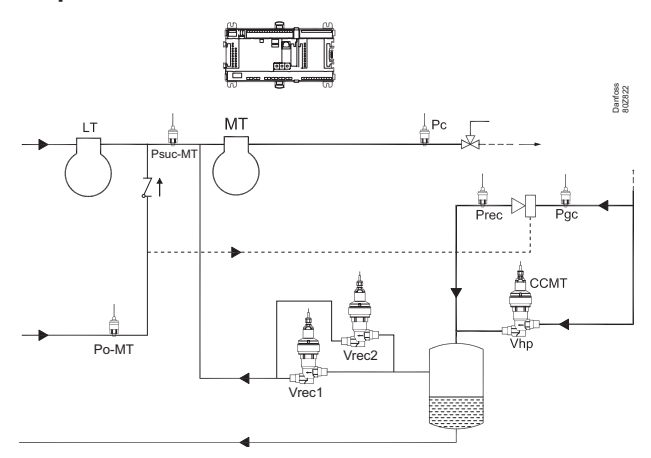 Danfoss
80Z822
LT
Psuc-MT
MT
Pc
Prec
Pgc
CCMT
Vhp
Po-MT
Vrec2
Vrec1